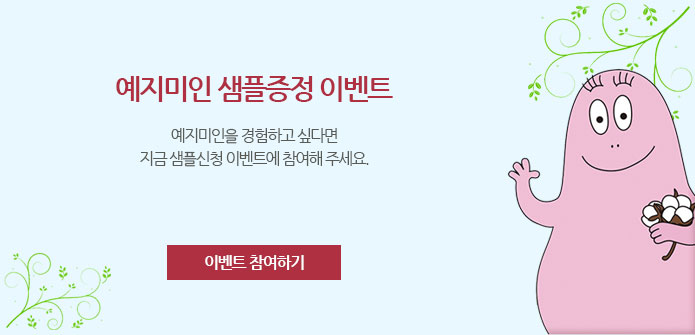 예지미인 샘플증정 이벤트
예지미인을 경험하고 싶다면
지금 샘플신청 이벤트에 참여해 주세요.
이벤트 참여하기